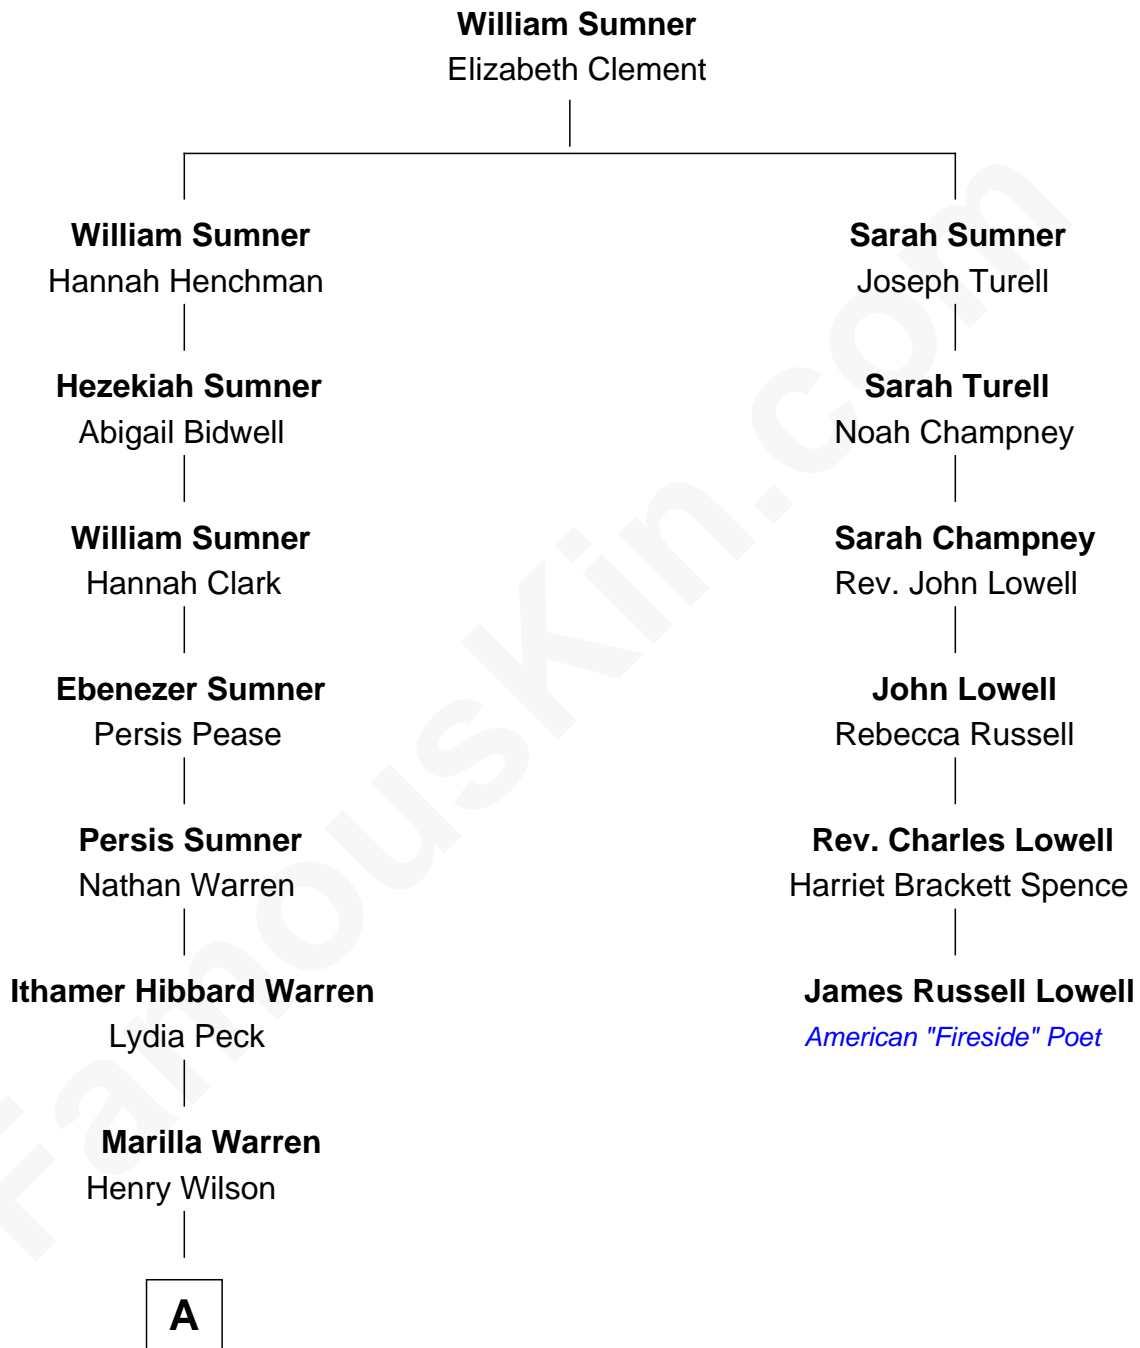 William Sumner
Elizabeth Clement
William Sumner
Hannah Henchman
Sarah Sumner
Joseph Turell
Hezekiah Sumner
Abigail Bidwell
Sarah Turell
Noah Champney
William Sumner
Hannah Clark
Sarah Champney
Rev. John Lowell
Ebenezer Sumner
Persis Pease
John Lowell
Rebecca Russell
Persis Sumner
Nathan Warren
Rev. Charles Lowell
Harriet Brackett Spence
Ithamer Hibbard Warren
Lydia Peck
James Russell Lowell
American "Fireside" Poet
Marilla Warren
Henry Wilson
A
FamousKin.com